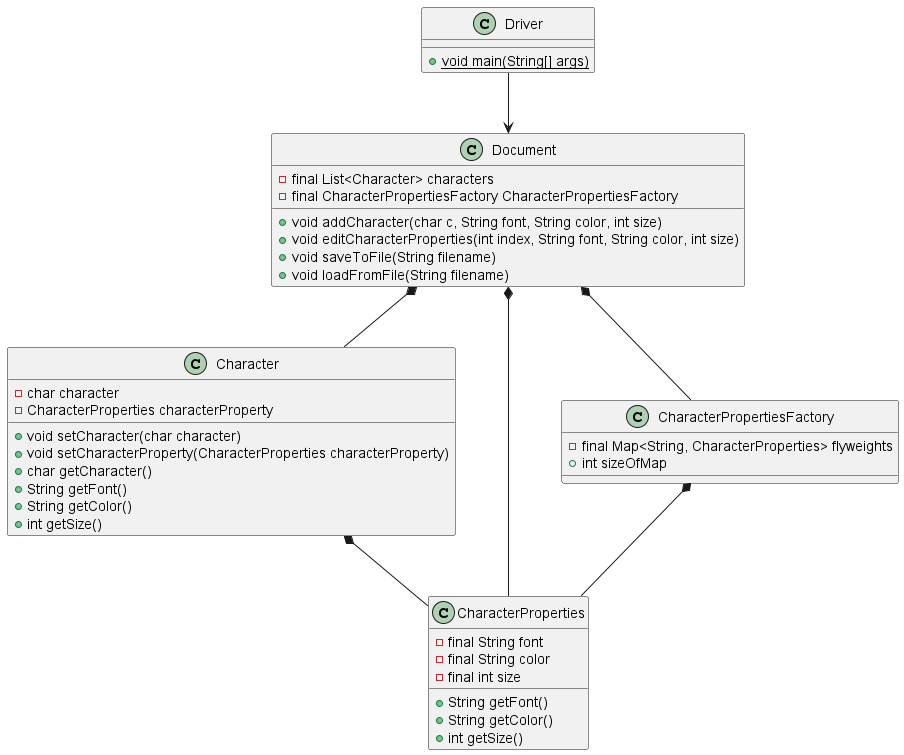 C Driver
void main(String[] args)
C Document
final List<Character> characters
final CharacterPropertiesFactory CharacterPropertiesFactory
void addCharacter(char c, String font, String color, int size)
void editCharacterProperties(int index, String font, String color, int size)
void saveToFile(String filename)
void loadFromFile(String filename)
C Character
char character
CharacterProperties characterProperty
void setCharacter(char character)
void setCharacterProperty(CharacterProperties characterProperty)
char getCharacter()
String getFont()
String getColor()
int getSize()
C CharacterPropertiesFactory
final Map<String, CharacterProperties> flyweights
int sizeOfMap
C CharacterProperties
final String font
final String color
final int size
String getFont()
String getColor()
int getSize()